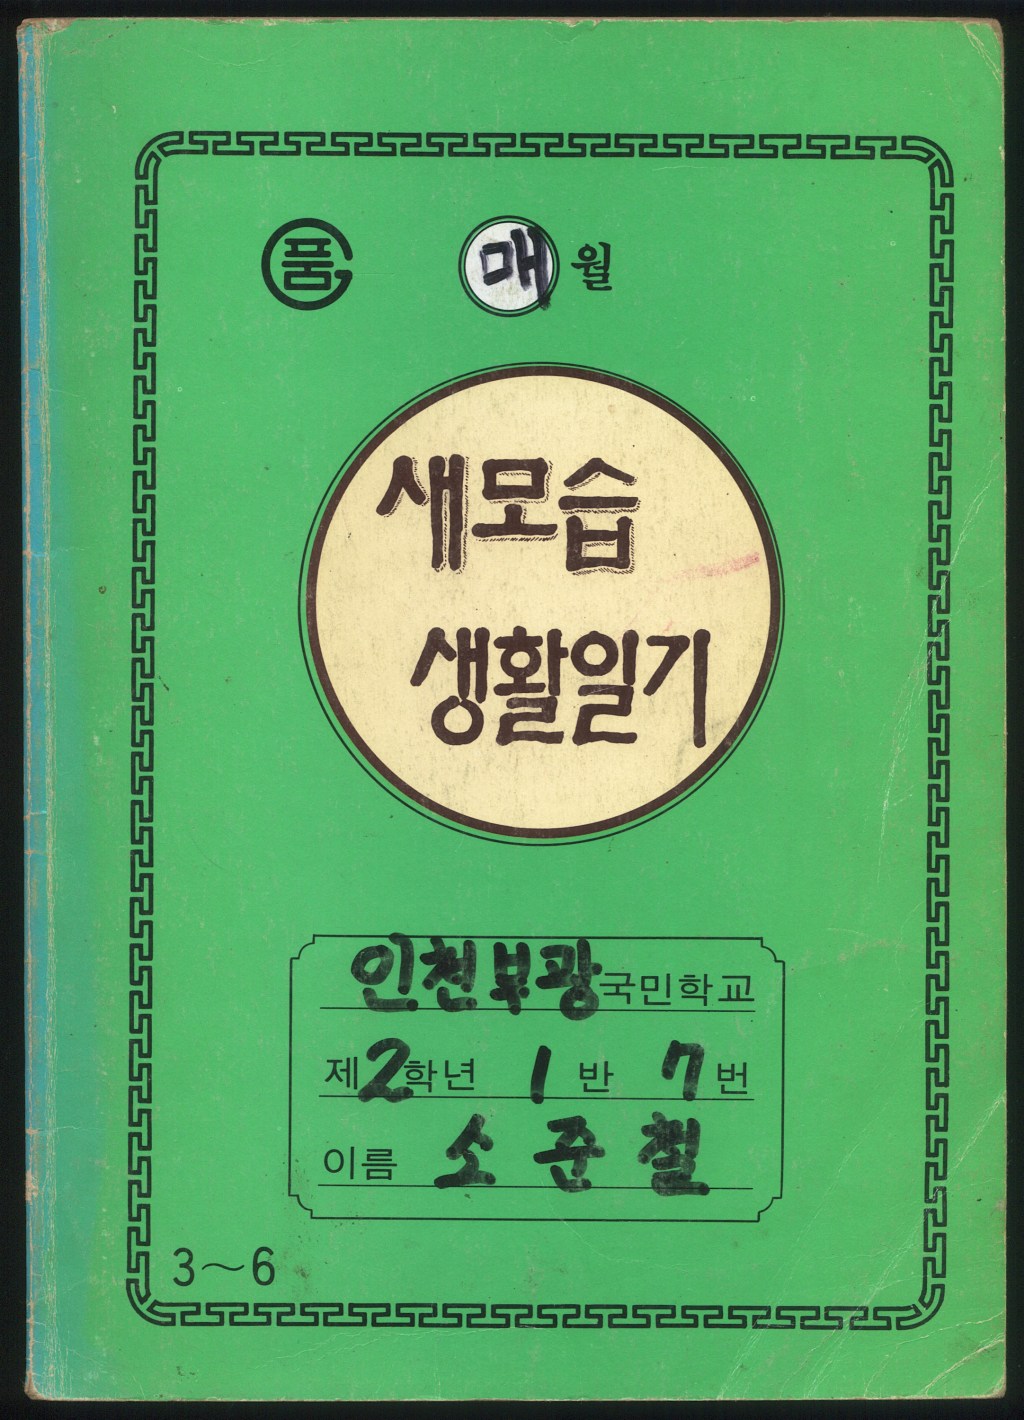 품 매월
새모습
생활일기
인천부광국민학교
제2학년 1반 7번
이름 소준철
3~6